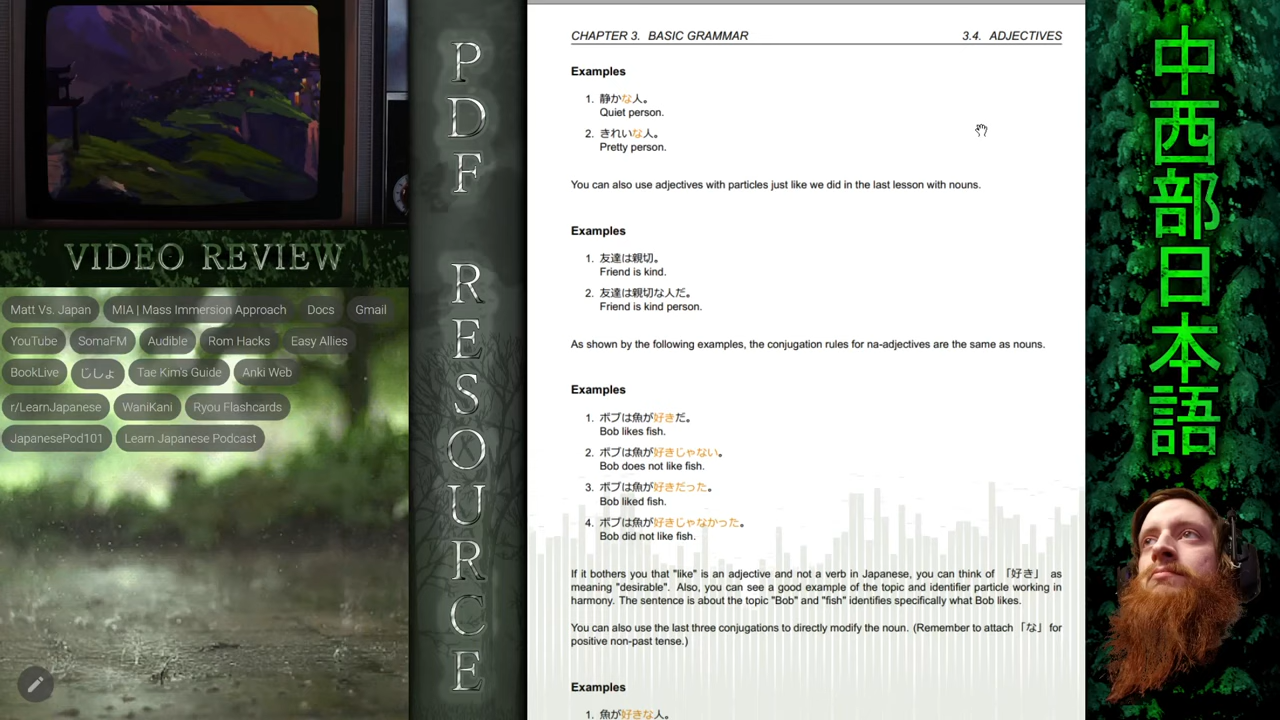 VIDEO REVIEW
Matt Vs. Japan
MIA | Mass Immersion Approach
Docs
Gmail
YouTube
SomaFM
Audible
Rom Hacks
Easy Allies
BookLive
じしょ
Tae Kim's Guide
Anki Web
r/LearnJapanese
WaniKani
Ryou Flashcards
JapanesePod101
Learn Japanese Podcast
PDF RESOURCE
CHAPTER 3. BASIC GRAMMAR
3.4. ADJECTIVES
Examples
1. 静かな人。
Quiet person.
2. きれいな人。
Pretty person.
You can also use adjectives with particles just like we did in the last lesson with nouns.
Examples
1. 友達は親切。
Friend is kind.
2. 友達は親切な人だ。
Friend is kind person.
As shown by the following examples, the conjugation rules for na-adjectives are the same as nouns.
Examples
1. ボブは魚が好きだ。
Bob likes fish.
2. ボブは魚が好きじゃない。
Bob does not like fish.
3. ボブは魚が好きだった。
Bob liked fish.
4. ボブは魚が好きじゃなかった。
Bob did not like fish.
If it bothers you that "like" is an adjective and not a verb in Japanese, you can think of 「好き」 as
meaning "desirable". Also, you can see a good example of the topic and identifier particle working in
harmony. The sentence is about the topic "Bob" and "fish" identifies specifically what Bob likes.
You can also use the last three conjugations to directly modify the noun. (Remember to attach 「な」 for
positive non-past tense.)
Examples
1. 魚が好きな人。
中西部日本語